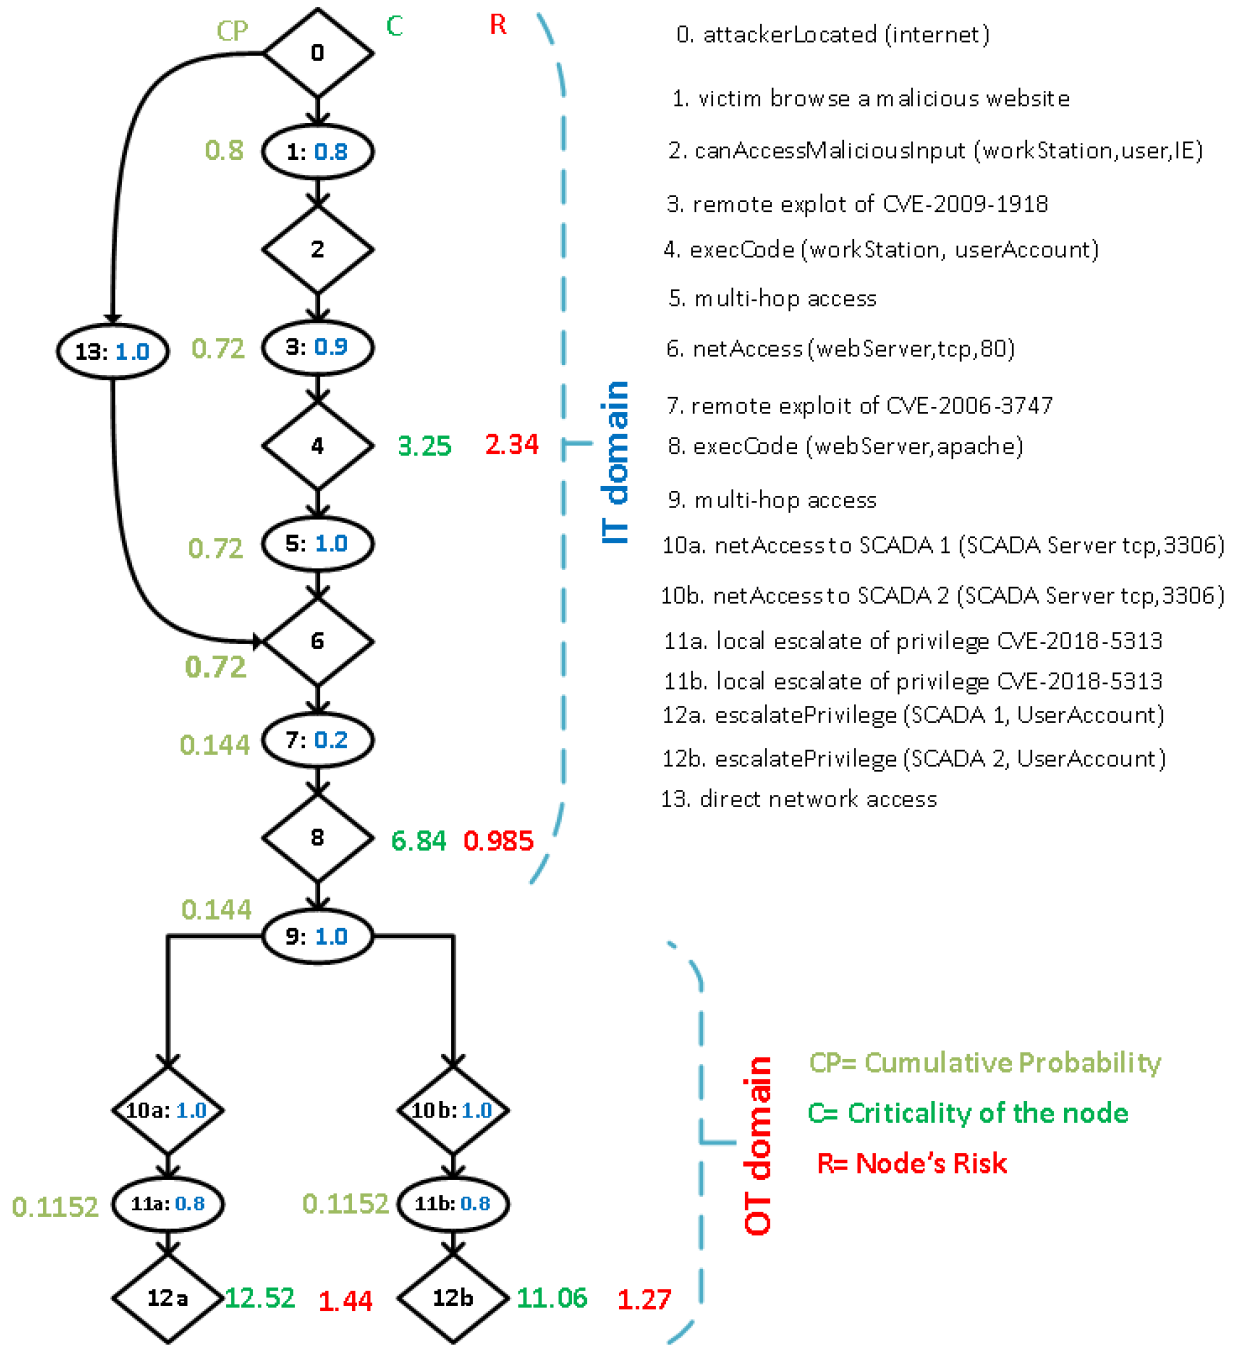 CP
C
R
0
0.8
1: 0.8
2
13: 1.0
0.72
3: 0.9
4
3.25
2.34
0.72
5: 1.0
6
0.72
0.144
7: 0.2
8
6.84
0.985
0.144
9: 1.0
10a: 1.0
10b: 1.0
0.1152
11a: 0.8
0.1152
11b: 0.8
12a
12.52
1.44
12b
11.06
1.27
IT domain
OT domain
0. attackerLocated (internet)
1. victim browse a malicious website
2. canAccessMaliciousInput (workStation,user,IE)
3. remote explot of CVE-2009-1918
4. execCode (workStation, userAccount)
5. multi-hop access
6. netAccess (webServer,tcp,80)
7. remote exploit of CVE-2006-3747
8. execCode (webServer,apache)
9. multi-hop access
10a. netAccess to SCADA 1 (SCADA Server tcp,3306)
10b. netAccess to SCADA 2 (SCADA Server tcp,3306)
11a. local escalate of privilege CVE-2018-5313
11b. local escalate of privilege CVE-2018-5313
12a. escalatePrivilege (SCADA 1, UserAccount)
12b. escalatePrivilege (SCADA 2, UserAccount)
13. direct network access
CP= Cumulative Probability
C= Criticality of the node
R= Node's Risk